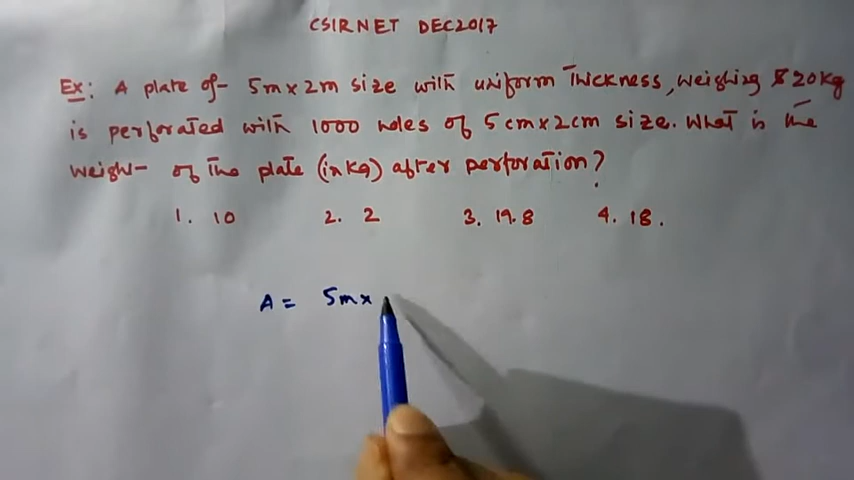 CSIRNET DEC2017
Ex: A plate of 5m x 2m size with uniform Thickness, weighing 20kg
is perforated with 1000 holes of 5cm x 2cm size. What is the
weight of The plate (in kg) after perforation?
1. 10 2. 2 3. 19.8 4. 18.
A = 5m x